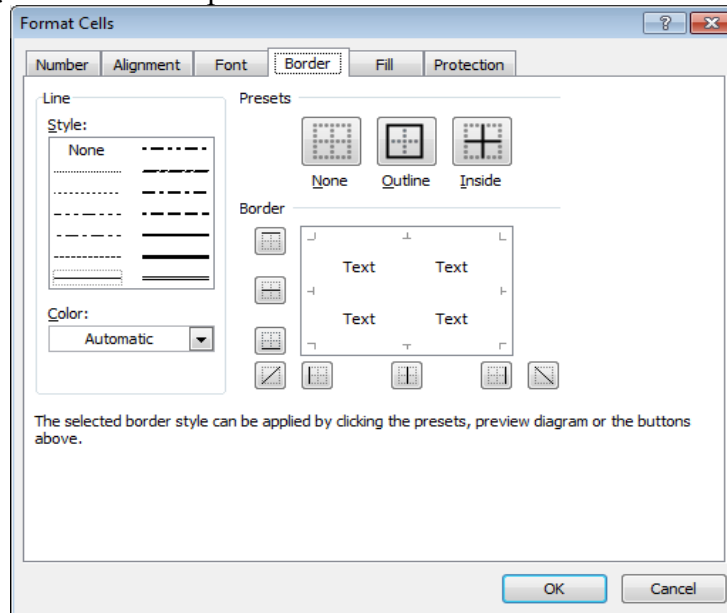 Format Cells
Number Alignment Font Border Fill Protection
Line
Style:
None
Presets
None Outline Inside
Border
Text Text
Text Text
Color:
Automatic
The selected border style can be applied by clicking the presets, preview diagram or the buttons
above.
OK Cancel